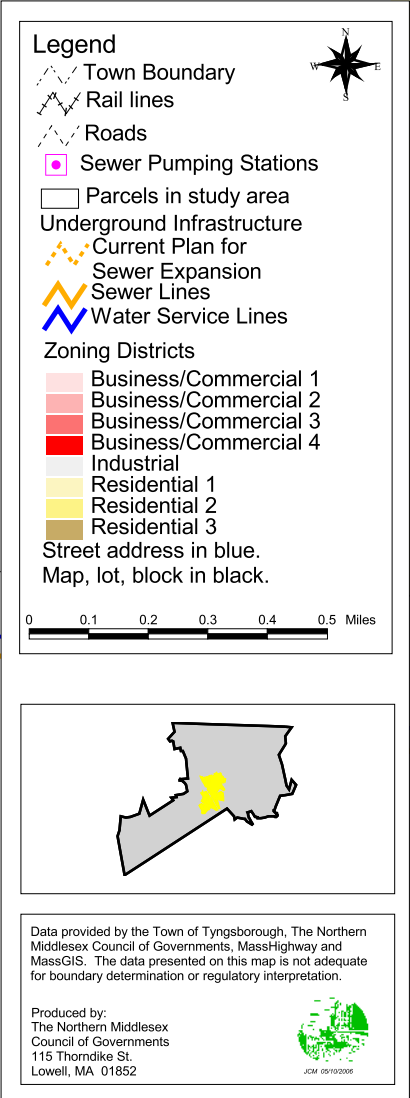 Legend
N
W E
S
Town Boundary
Rail lines
Roads
Sewer Pumping Stations
Parcels in study area
Underground Infrastructure
Current Plan for
Sewer Expansion
Sewer Lines
Water Service Lines
Zoning Districts
Business/Commercial 1
Business/Commercial 2
Business/Commercial 3
Business/Commercial 4
Industrial
Residential 1
Residential 2
Residential 3
Street address in blue.
Map, lot, block in black.
0 0.1 0.2 0.3 0.4 0.5 Miles
Data provided by the Town of Tyngsborough, The Northern
Middlesex Council of Governments, MassHighway and
MassGIS. The data presented on this map is not adequate
for boundary determination or regulatory interpretation.
Produced by:
The Northern Middlesex
Council of Governments
115 Thorndike St.
Lowell, MA 01852
JCM 05/10/2006